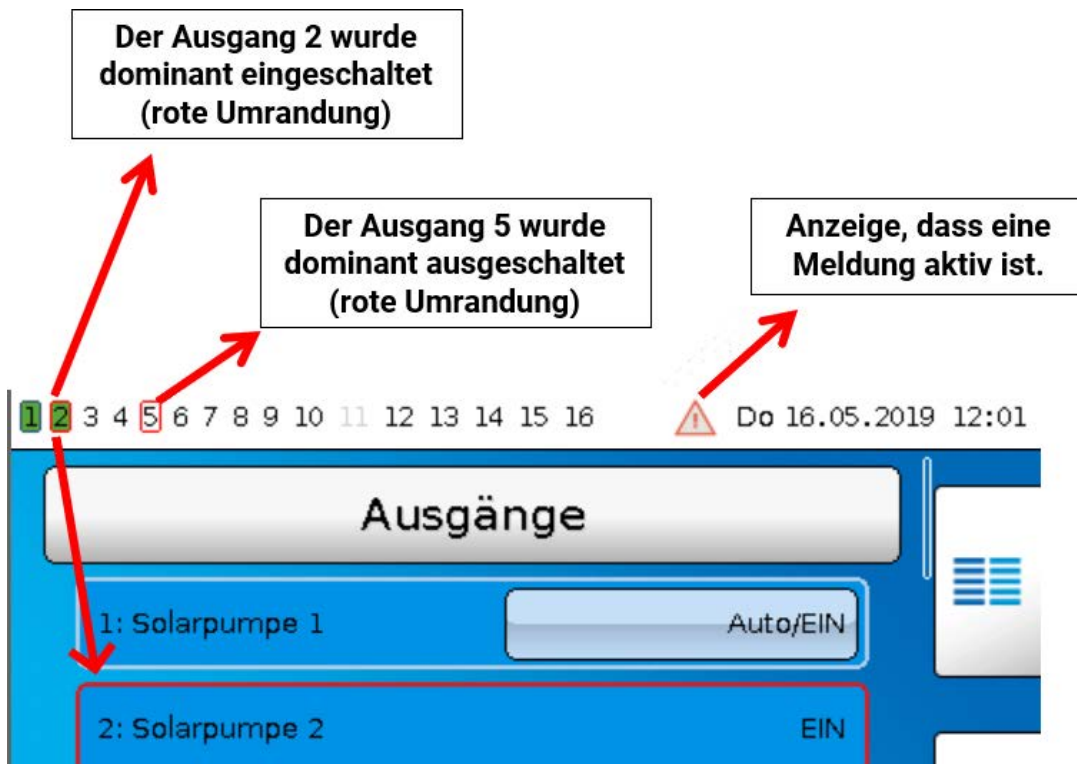 Der Ausgang 2 wurde
dominant eingeschaltet
(rote Umrandung)
Der Ausgang 5 wurde
dominant ausgeschaltet
(rote Umrandung)
Anzeige, dass eine
Meldung aktiv ist.
1 2 3 4 5 6 7 8 9 10 11 12 13 14 15 16 Do 16.05.2019 12:01
Ausgänge
1: Solarpumpe 1 Auto/EIN
2: Solarpumpe 2 EIN